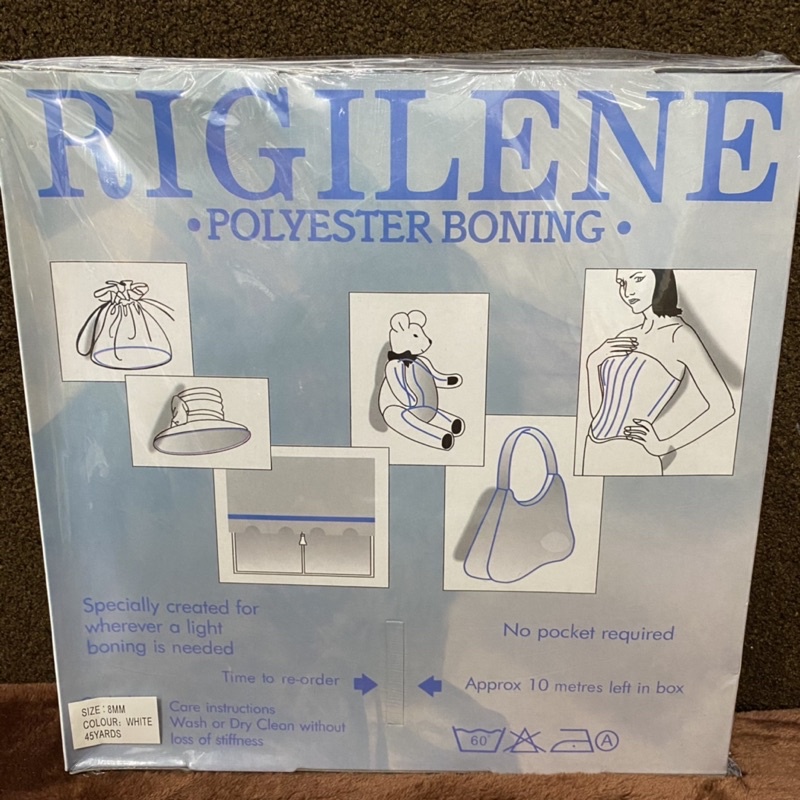 RIGILENE
•POLYESTER BONING•
Specially created for
wherever a light
boning is needed
No pocket required
Time to re-order
Approx 10 metres left in box
SIZE: 8MM
COLOUR: WHITE
45YARDS
Care instructions
Wash or Dry Clean without
loss of stiffness
60
A